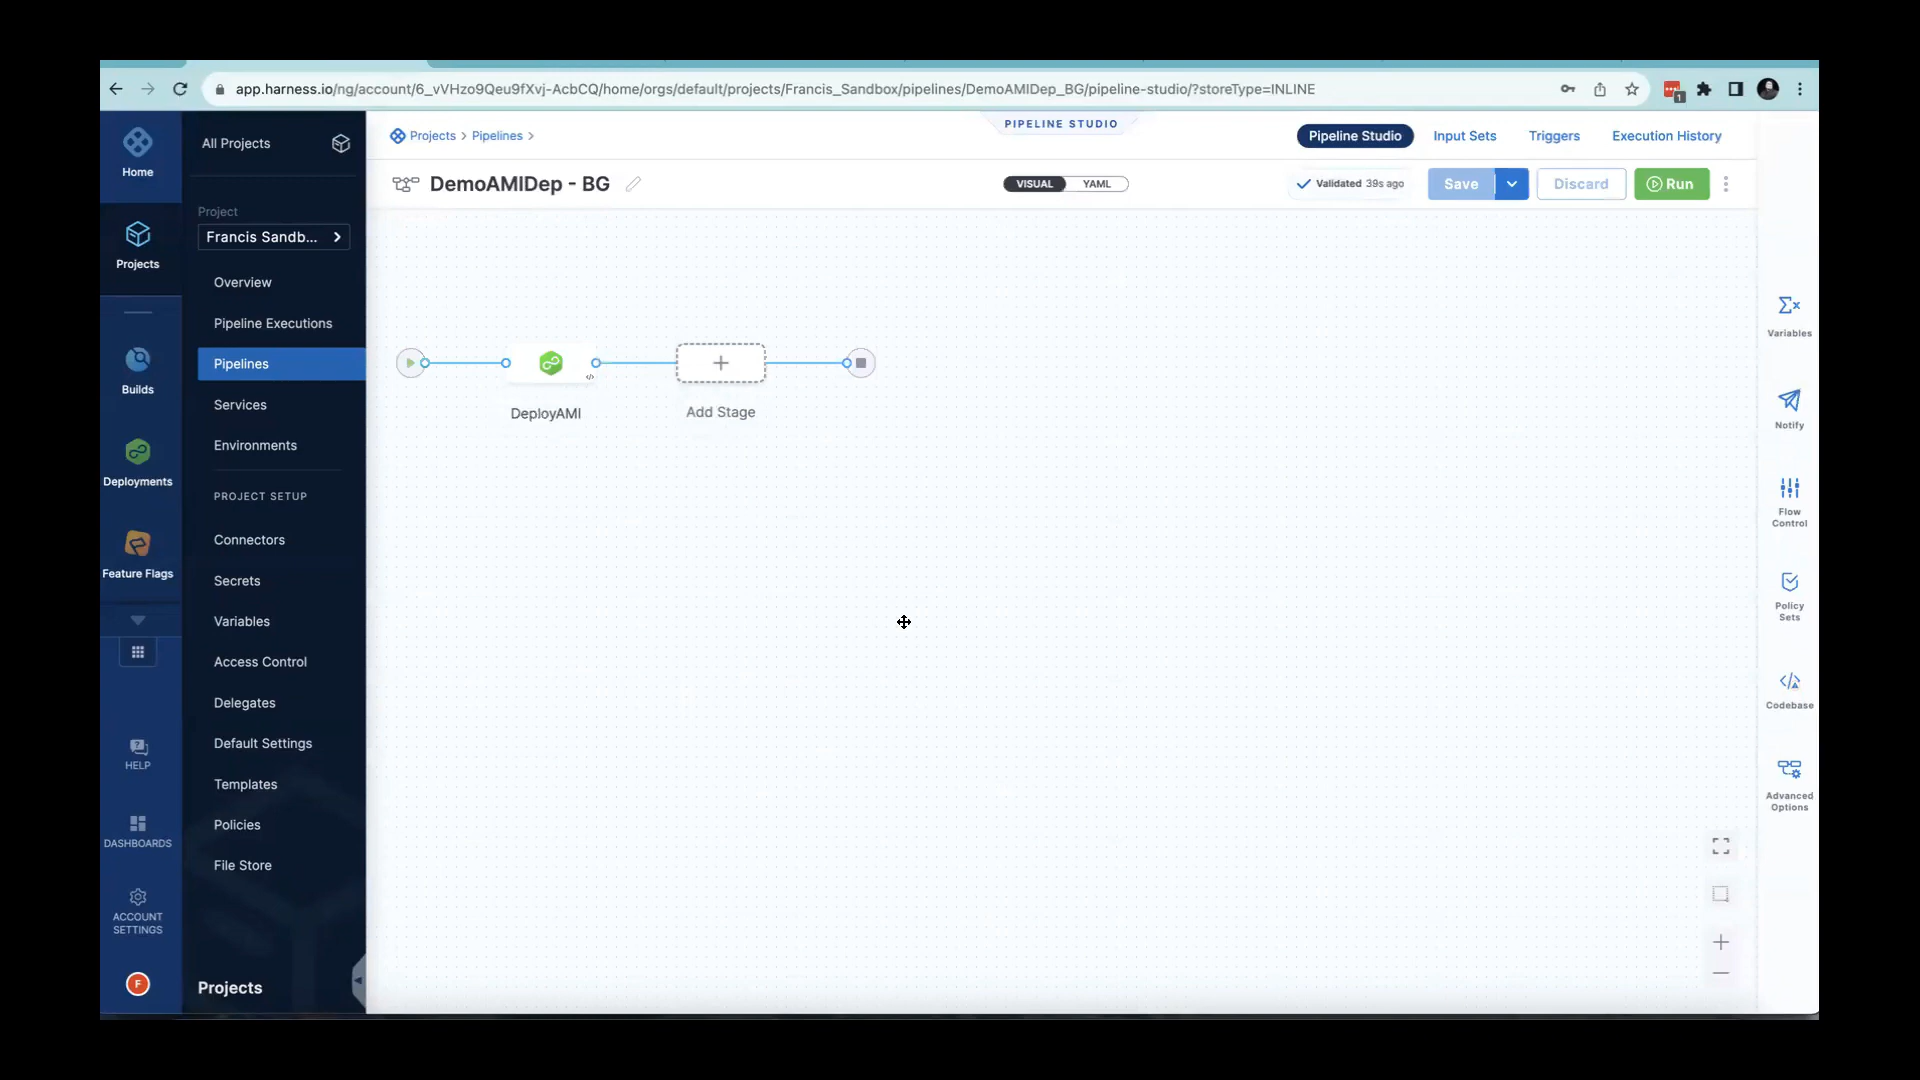 app.harness.io/ng/account/6_vVHzo9Qeu9fXvj-AcbCQ/home/orgs/default/projects/Francis_Sandbox/pipelines/DemoAMIDep_BG/pipeline-studio/?storeType=INLINE
1
Home
Projects
Builds
Deployments
Feature Flags
HELP
DASHBOARDS
ACCOUNT
SETTINGS
F
All Projects
Project
Francis Sandb...
Overview
Pipeline Executions
Pipelines
Services
Environments
PROJECT SETUP
Connectors
Secrets
Variables
Access Control
Delegates
Default Settings
Templates
Policies
File Store
Projects
Projects > Pipelines >
PIPELINE STUDIO
Pipeline Studio
Input Sets
Triggers
Execution History
DemoAMIDep - BG
VISUAL
YAML
Validated 39s ago
Save
Discard
Run
DeployAMI
Add Stage
Variables
Notify
Flow
Control
Policy
Sets
Codebase
Advanced
Options